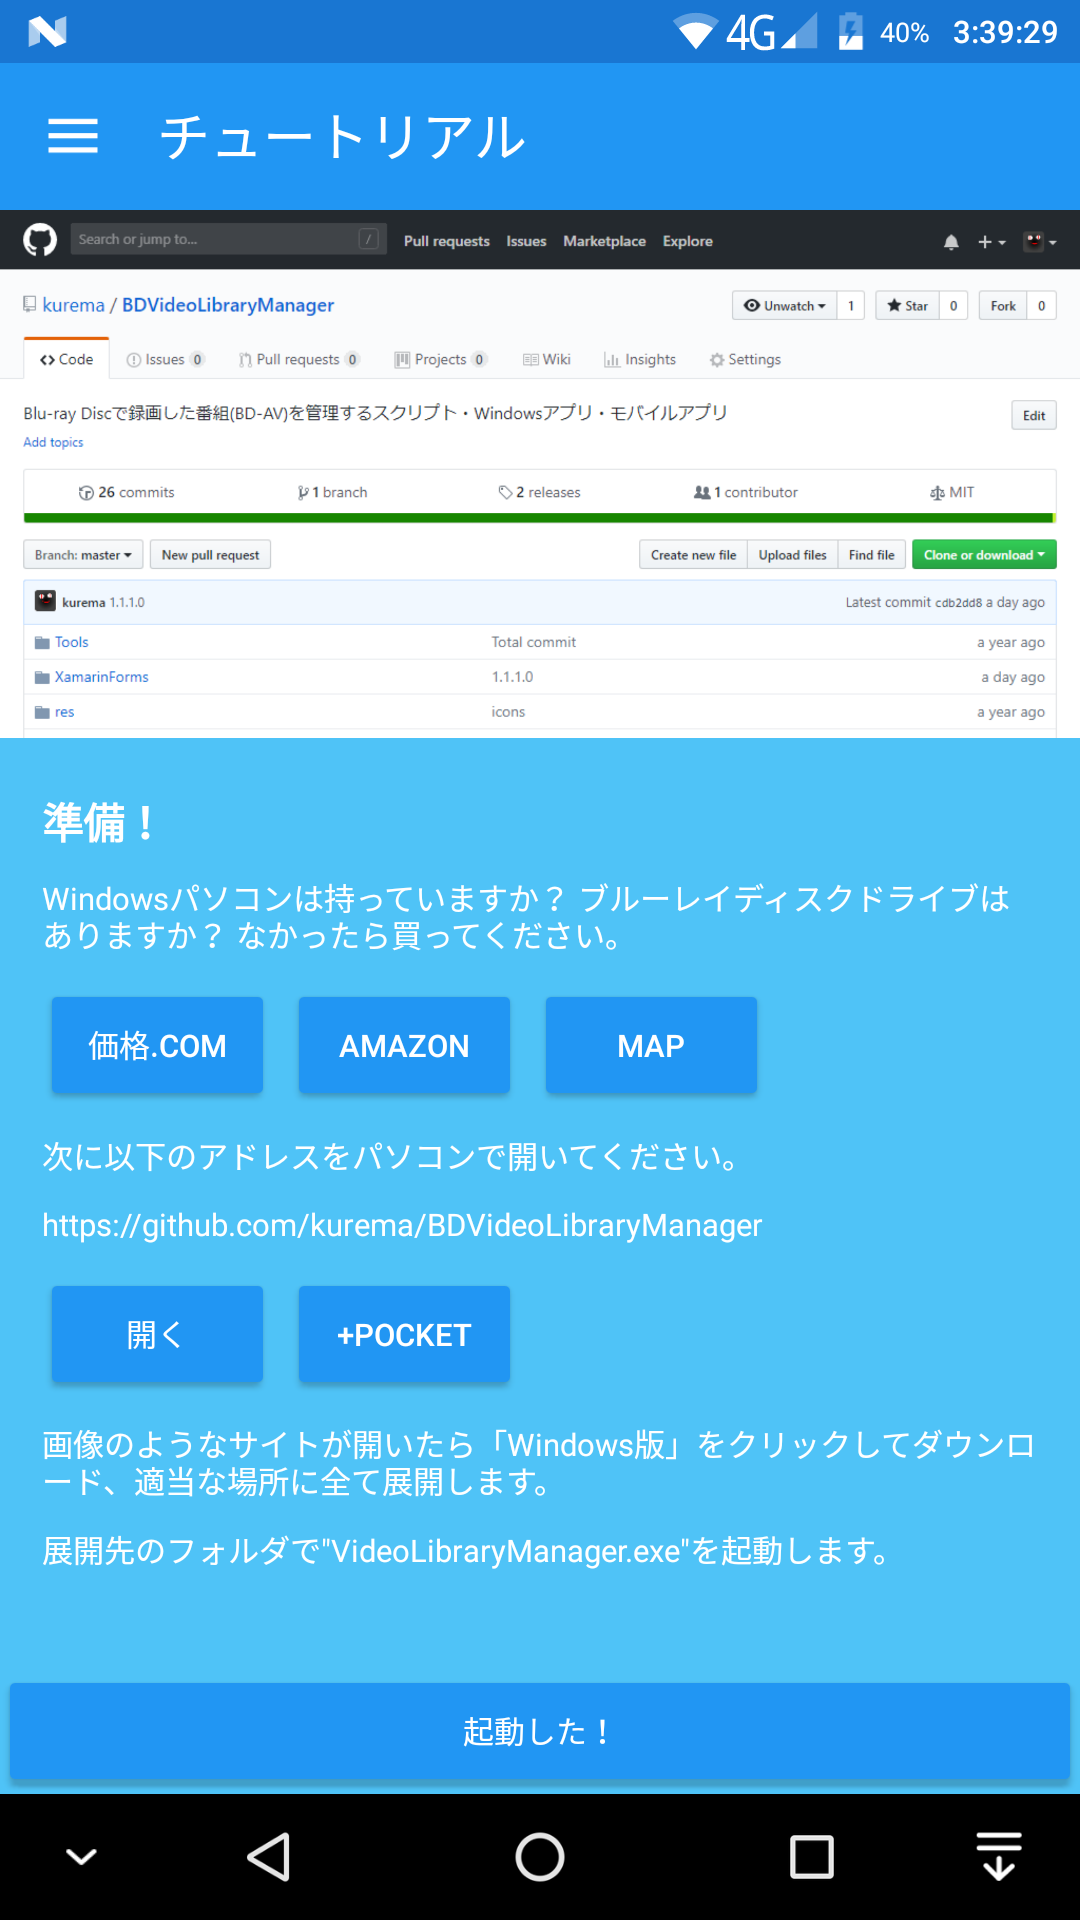 4G 40% 3:39:29
チュートリアル
Search or jump to... / Pull requests Issues Marketplace Explore
kurema / BDVideoLibraryManager Unwatch 1 Star 0 Fork 0
Code Issues 0 Pull requests 0 Projects 0 Wiki Insights Settings
Blu-ray Discで録画した番組(BD-AV)を管理するスクリプト・Windowsアプリ・モバイルアプリ Edit
Add topics
26 commits 1 branch 2 releases 1 contributor MIT
Branch: master New pull request Create new file Upload files Find file Clone or download
kurema 1.1.1.0 Latest commit cdb2dd8 a day ago
Tools Total commit a year ago
XamarinForms 1.1.1.0 a day ago
res icons a year ago
準備！
Windowsパソコンは持っていますか？ ブルーレイディスクドライブは
ありますか？ なかったら買ってください。
価格.COM AMAZON MAP
次に以下のアドレスをパソコンで開いてください。
https://github.com/kurema/BDVideoLibraryManager
開く +POCKET
画像のようなサイトが開いたら「Windows版」をクリックしてダウンロ
ード、適当な場所に全て展開します。
展開先のフォルダで"VideoLibraryManager.exe"を起動します。
起動した！